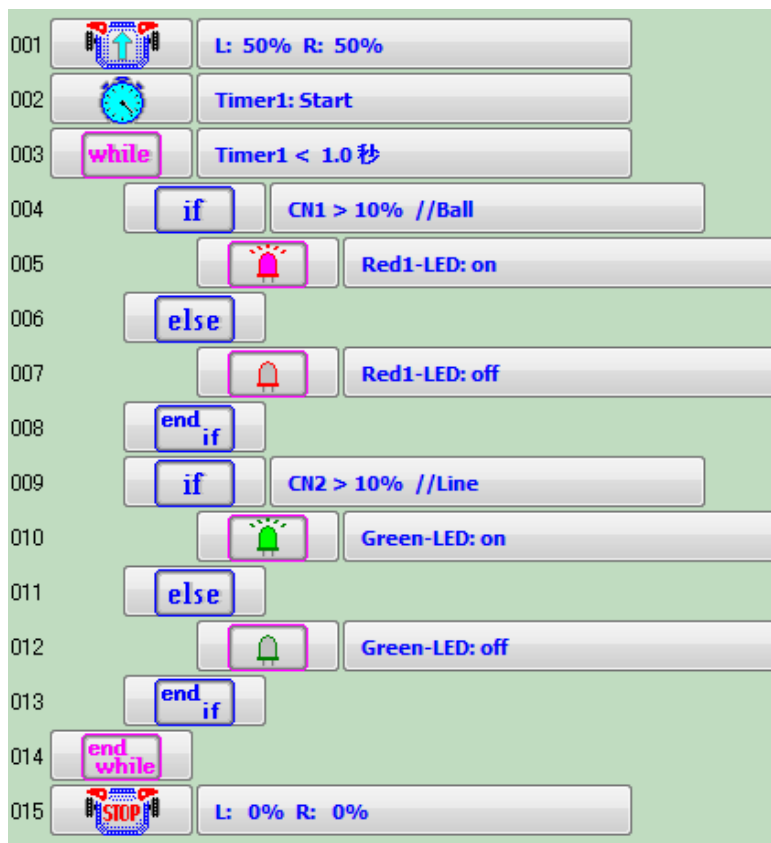 001 L: 50% R: 50%
002 Timer1: Start
003 while Timer1 < 1.0 秒
004 if CN1 > 10% //Ball
005 Red1-LED: on
006 else
007 Red1-LED: off
008 end if
009 if CN2 > 10% //Line
010 Green-LED: on
011 else
012 Green-LED: off
013 end if
014 end while
015 STOP L: 0% R: 0%